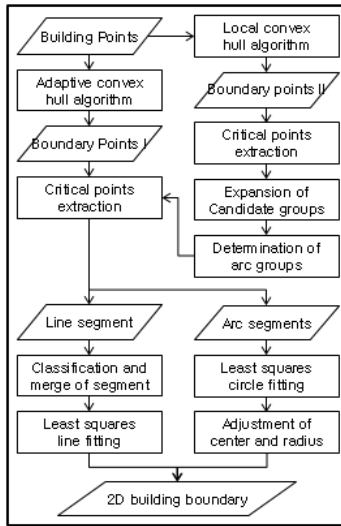 Building Points
Local convex
hull algorithm
Adaptive convex
hull algorithm
Boundary points II
Boundary Points I
Critical points
extraction
Critical points
extraction
Expansion of
Candidate groups
Determination of
arc groups
Line segment
Arc segments
Classification and
merge of segment
Least squares
circle fitting
Least squares
line fitting
Adjustment of
center and radius
2D building boundary